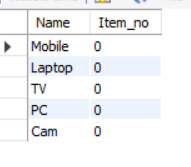 Name Item_no
Mobile 0
Laptop 0
TV 0
PC 0
Cam 0